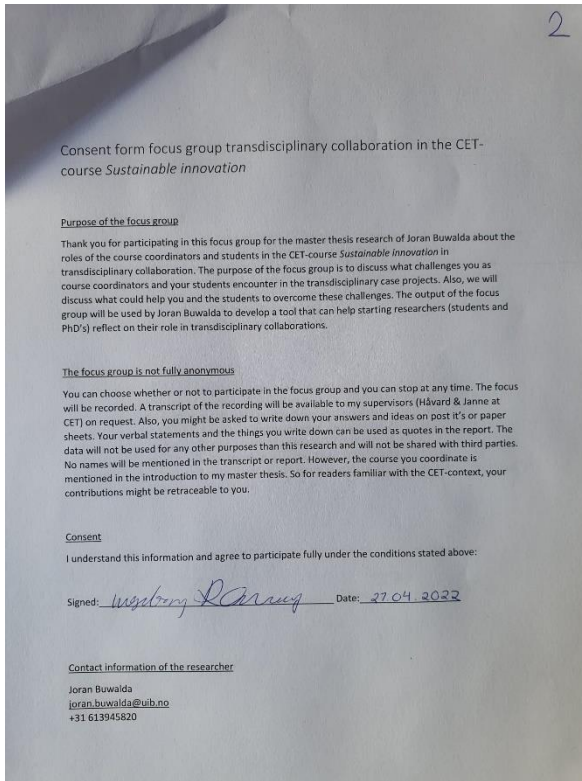 2
Consent form focus group transdisciplinary collaboration in the CET-
course Sustainable innovation
Purpose of the focus group
Thank you for participating in this focus group for the master thesis research of Joran Buwalda about the
roles of the course coordinators and students in the CET-course Sustainable innovation in
transdisciplinary collaboration. The purpose of the focus group is to discuss what challenges you as
course coordinators and your students encounter in the transdisciplinary case projects. Also, we will
discuss what could help you and the students to overcome these challenges. The output of the focus
group will be used by Joran Buwalda to develop a tool that can help starting researchers (students and
PhD's) reflect on their role in transdisciplinary collaborations.
The focus group is not fully anonymous
You can choose whether or not to participate in the focus group and you can stop at any time. The focus
will be recorded. A transcript of the recording will be available to my supervisors (Håvard & Janne at
CET) on request. Also, you might be asked to write down your answers and ideas on post it's or paper
sheets. Your verbal statements and the things you write down can be used as quotes in the report. The
data will not be used for any other purposes than this research and will not be shared with third parties.
No names will be mentioned in the transcript or report. However, the course you coordinate is
mentioned in the introduction to my master thesis. So for readers familiar with the CET-context, your
contributions might be retraceable to you.
Consent
I understand this information and agree to participate fully under the conditions stated above:
Signed: Date: 27.04.2022
Contact information of the researcher
Joran Buwalda
joran.buwalda@uib.no
+31 613945820